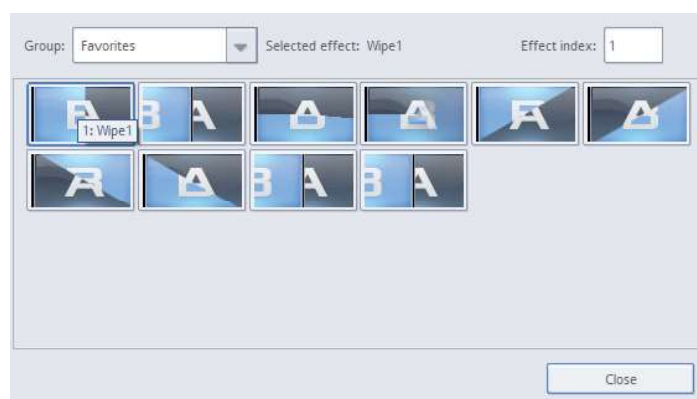 Group: Favorites Selected effect: Wipe1 Effect index: 1
B A
1: Wipe1
B A
B A
Close